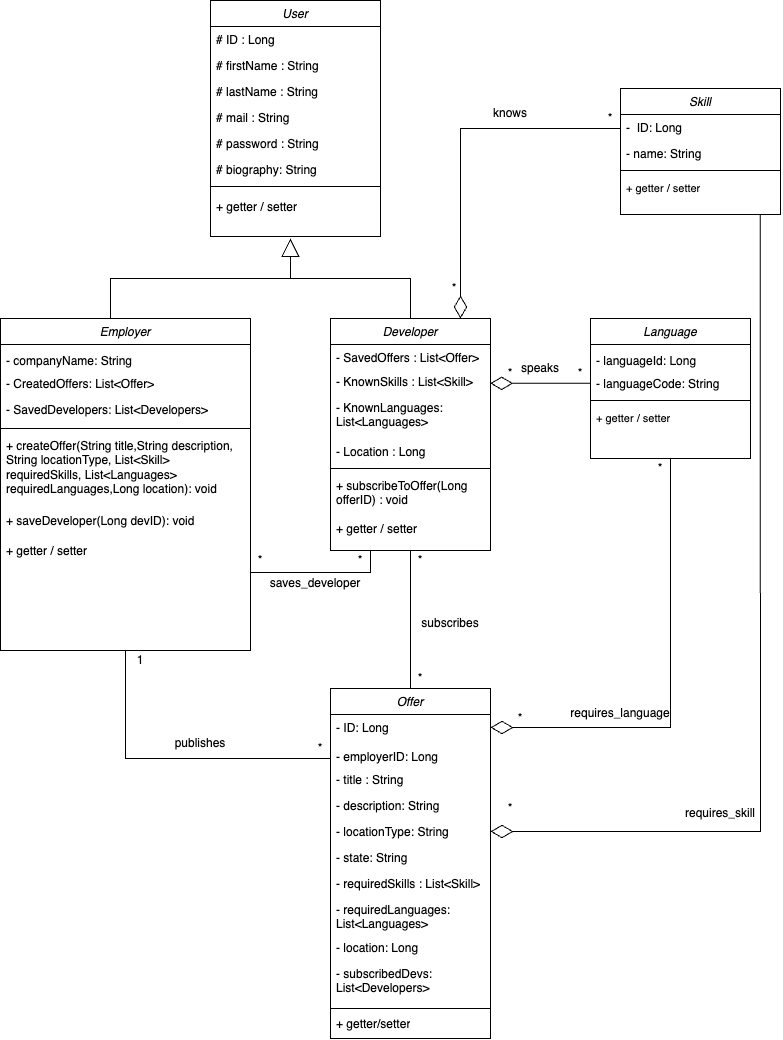 User
# ID : Long
# firstName : String
# lastName : String
# mail : String
# password : String
# biography: String
+ getter / setter
Skill
-  ID: Long
- name: String
+ getter / setter
knows
*
*
Employer
- companyName: String
- CreatedOffers: List<Offer>
- SavedDevelopers: List<Developers>
+ createOffer(String title,String description,
String locationType, List<Skill>
requiredSkills, List<Languages>
requiredLanguages,Long location): void
+ saveDeveloper(Long devID): void
+ getter / setter
Developer
- SavedOffers : List<Offer>
- KnownSkills : List<Skill>
- KnownLanguages:
List<Languages>
- Location : Long
+ subscribeToOffer(Long
offerID) : void
+ getter / setter
* speaks *
Language
- languageId: Long
- languageCode: String
+ getter / setter
*
* *
saves_developer
*
subscribes
*
1
publishes *
Offer
- ID: Long
- employerID: Long
- title : String
- description: String
- locationType: String
- state: String
- requiredSkills : List<Skill>
- requiredLanguages:
List<Languages>
- location: Long
- subscribedDevs:
List<Developers>
+ getter/setter
* requires_language
*
requires_skill